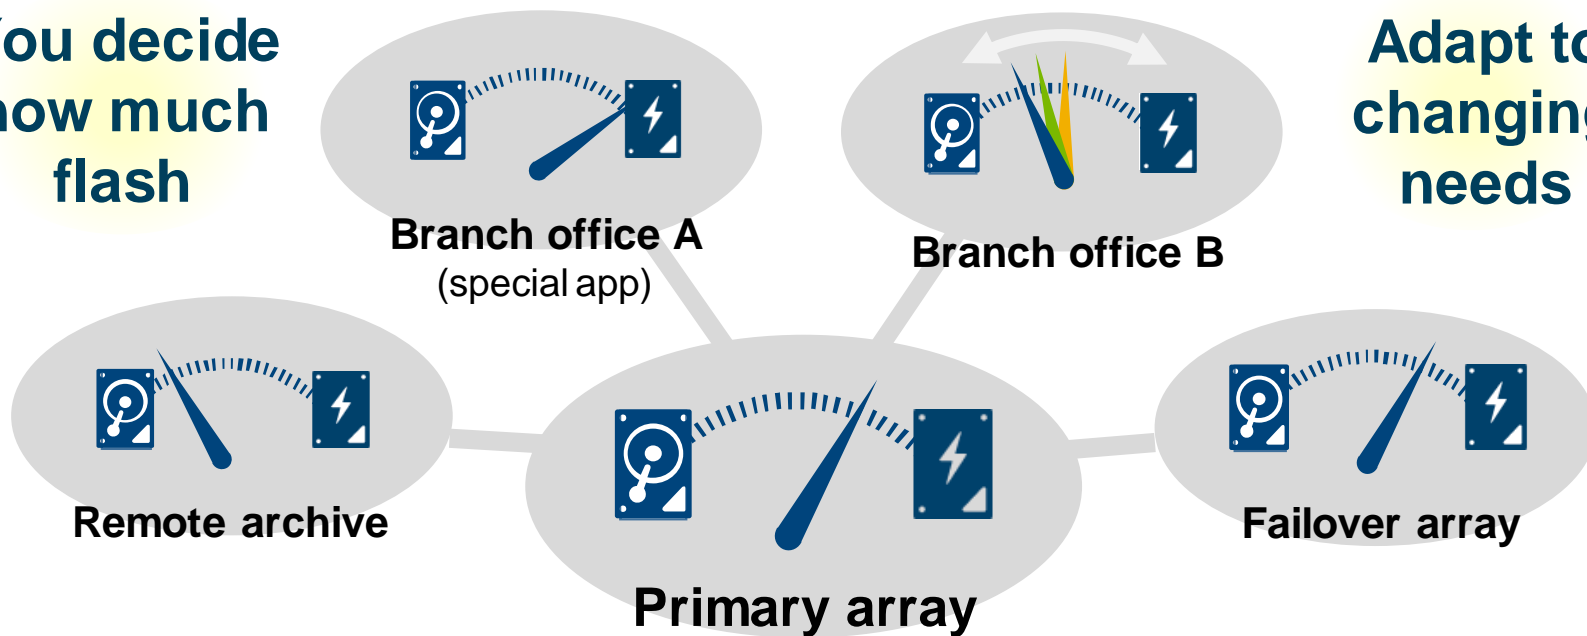 You decide
how much
flash
Adapt to
changing
needs
Branch office A
(special app)
Branch office B
Remote archive
Failover array
Primary array